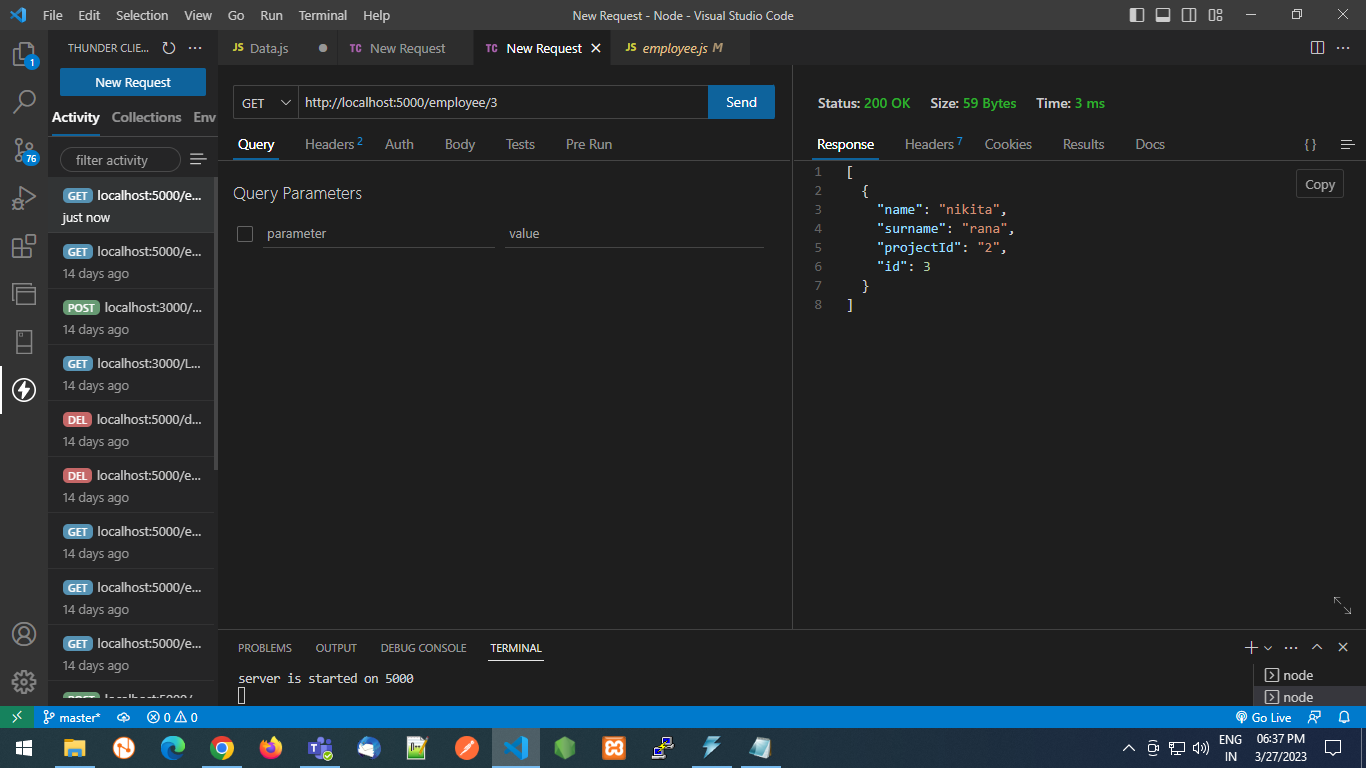 File Edit Selection View Go Run Terminal Help
New Request - Node - Visual Studio Code
THUNDER CLIE... ↻ ···
New Request
Activity Collections Env
filter activity
GET localhost:5000/e...
just now
GET localhost:5000/e...
14 days ago
POST localhost:3000/...
14 days ago
GET localhost:3000/L...
14 days ago
DEL localhost:5000/d...
14 days ago
DEL localhost:5000/e...
14 days ago
GET localhost:5000/e...
14 days ago
GET localhost:5000/e...
14 days ago
GET localhost:5000/e...
14 days ago
POST localhost:5000/
1
76
JS Data.js
TC New Request
TC New Request
JS employee.js M
GET http://localhost:5000/employee/3 Send
Query Headers 2 Auth Body Tests Pre Run
Query Parameters
parameter value
Status: 200 OK Size: 59 Bytes Time: 3 ms
Response Headers 7 Cookies Results Docs { }
Copy
1 [
2 {
3 "name": "nikita",
4 "surname": "rana",
5 "projectId": "2",
6 "id": 3
7 }
8 ]
PROBLEMS OUTPUT DEBUG CONSOLE TERMINAL
server is started on 5000
node
node
master* 0 0
Go Live
ENG 06:37 PM
IN 3/27/2023